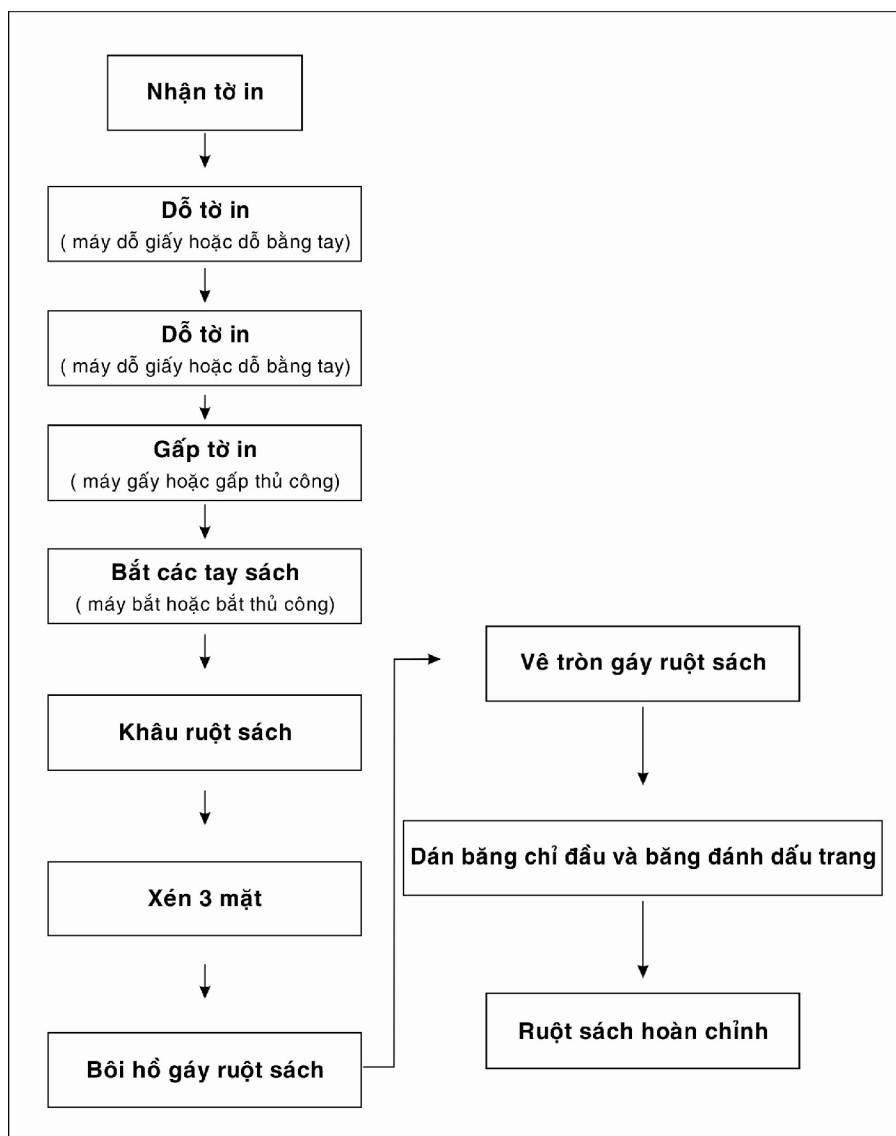 Nhận tờ in
Dỗ tờ in
( máy dỗ giấy hoặc dỗ bằng tay)
Dỗ tờ in
( máy dỗ giấy hoặc dỗ bằng tay)
Gấp tờ in
( máy gấy hoặc gấp thủ công)
Bắt các tay sách
( máy bắt hoặc bắt thủ công)
Khâu ruột sách
Xén 3 mặt
Bôi hồ gáy ruột sách
Vê tròn gáy ruột sách
Dán băng chỉ đầu và băng đánh dấu trang
Ruột sách hoàn chỉnh